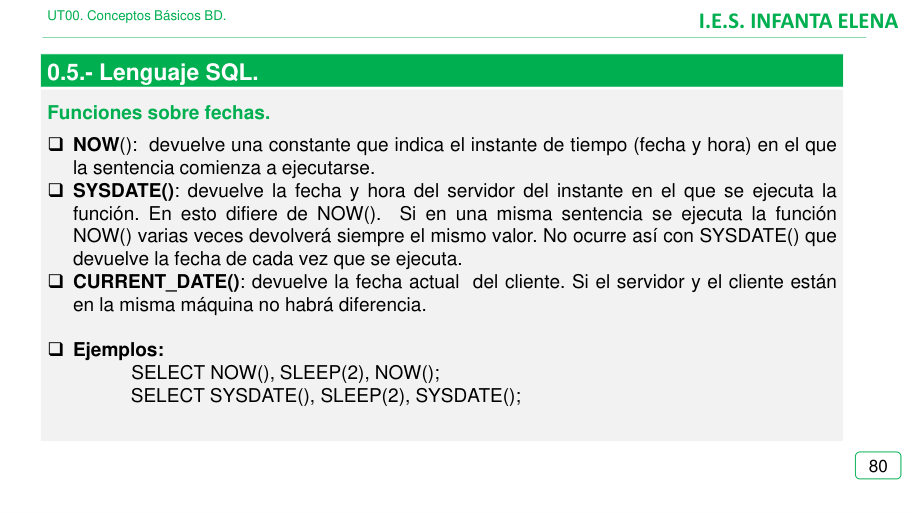 UT00. Conceptos Básicos BD.
I.E.S. INFANTA ELENA
0.5.- Lenguaje SQL.
Funciones sobre fechas.
❑ NOW():  devuelve una constante que indica el instante de tiempo (fecha y hora) en el que
la sentencia comienza a ejecutarse.
❑ SYSDATE(): devuelve la fecha y hora del servidor del instante en el que se ejecuta la
función. En esto difiere de NOW().  Si en una misma sentencia se ejecuta la función
NOW() varias veces devolverá siempre el mismo valor. No ocurre así con SYSDATE() que
devuelve la fecha de cada vez que se ejecuta.
❑ CURRENT_DATE(): devuelve la fecha actual  del cliente. Si el servidor y el cliente están
en la misma máquina no habrá diferencia.
❑ Ejemplos:
SELECT NOW(), SLEEP(2), NOW();
SELECT SYSDATE(), SLEEP(2), SYSDATE();
80